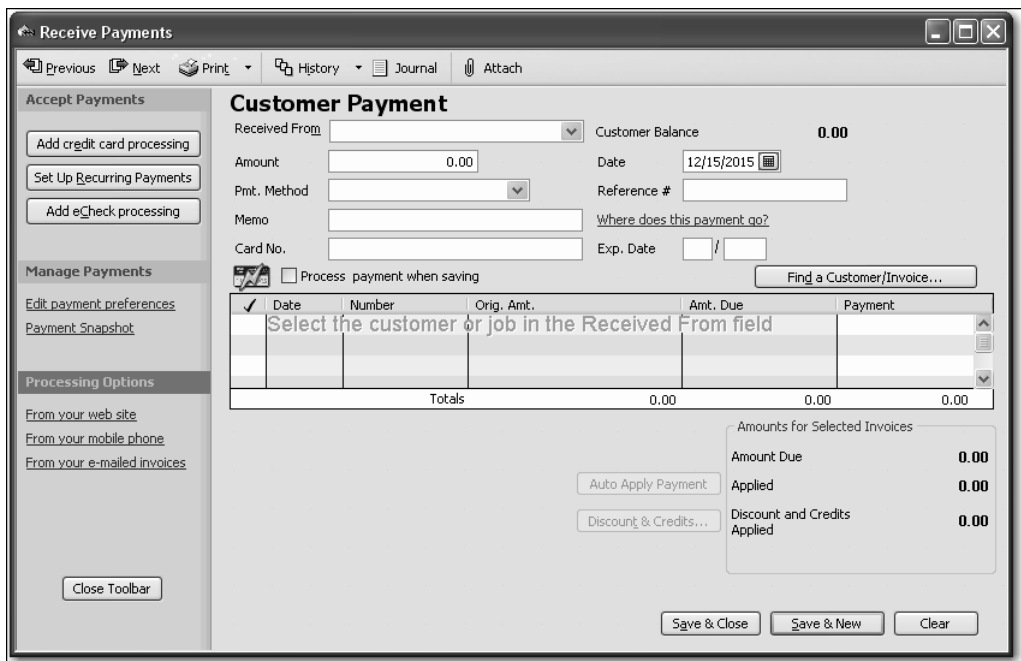 Receive Payments
Previous Next Print History Journal Attach
Accept Payments
Add credit card processing
Set Up Recurring Payments
Add eCheck processing
Manage Payments
Edit payment preferences
Payment Snapshot
Processing Options
From your web site
From your mobile phone
From your e-mailed invoices
Close Toolbar
Customer Payment
Received From Customer Balance 0.00
Amount 0.00 Date 12/15/2015
Pmt. Method Reference #
Memo Where does this payment go?
Card No. Exp. Date /
Process payment when saving Find a Customer/Invoice...
✓ Date Number Orig. Amt. Amt. Due Payment
Select the customer or job in the Received From field
Totals 0.00 0.00 0.00
Amounts for Selected Invoices
Amount Due 0.00
Auto Apply Payment Applied 0.00
Discount & Credits... Discount and Credits 0.00
Applied
Save & Close Save & New Clear